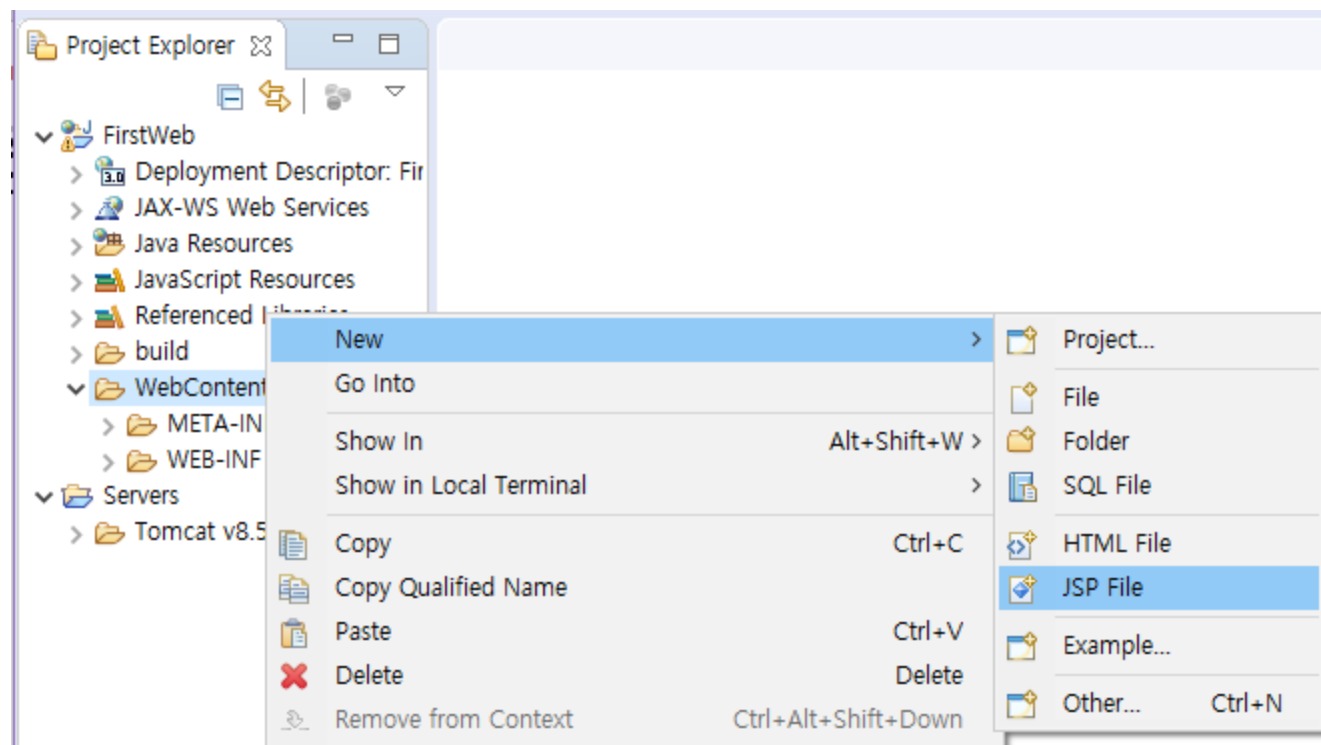 Project Explorer
FirstWeb
3.0 Deployment Descriptor: Fir
JAX-WS Web Services
Java Resources
JavaScript Resources
Referenced Libraries
build
WebContent
META-IN
WEB-INF
Servers
Tomcat v8.5
New
Go Into
Show In Alt+Shift+W
Show in Local Terminal
Copy Ctrl+C
Copy Qualified Name
Paste Ctrl+V
Delete Delete
Remove from Context Ctrl+Alt+Shift+Down
Project...
File
Folder
SQL File
HTML File
JSP File
Example...
Other... Ctrl+N